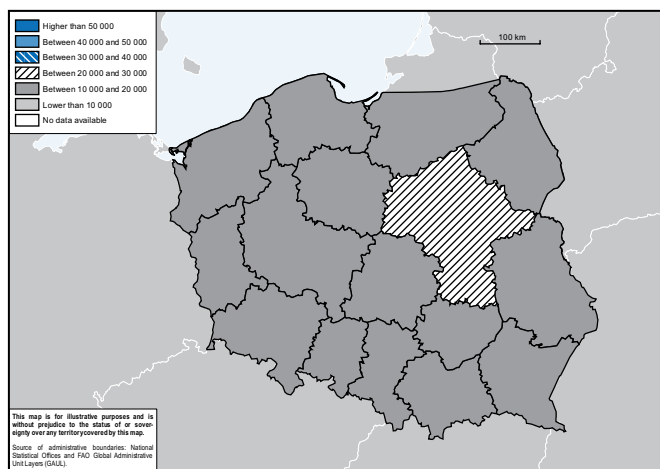 Higher than 50 000
Between 40 000 and 50 000
Between 30 000 and 40 000
Between 20 000 and 30 000
Between 10 000 and 20 000
Lower than 10 000
No data available
100 km
This map is for illustrative purposes and is
without prejudice to the status of or sover-
eignty over any territorycovered by this map.
Source of administrative boundaries: National
Statistical Offices and FAO Global Administrative
Unit Layers (GAUL).